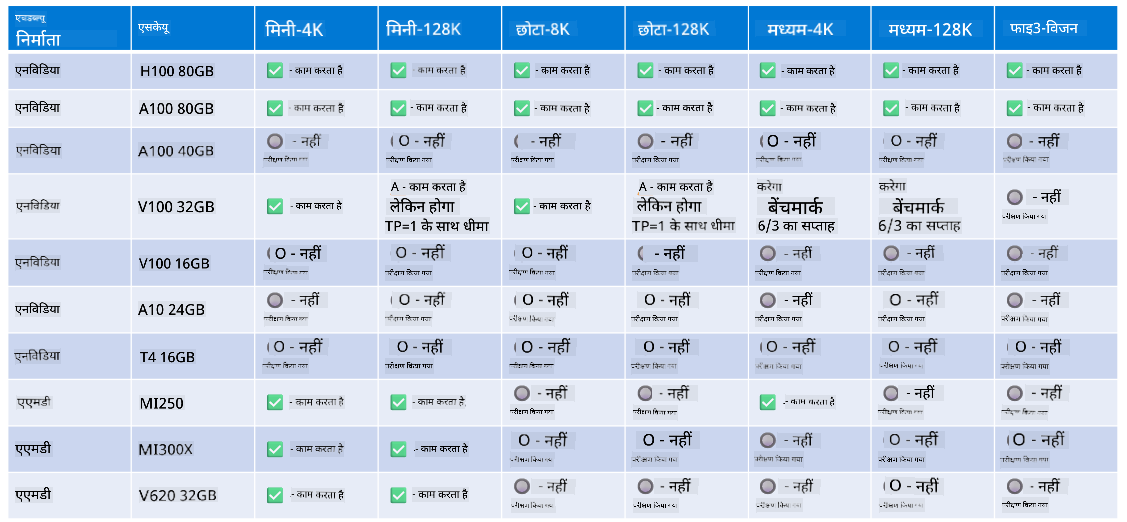 एचडब्ल्यू
निर्माता
एसकेयू
मिनी-4K
मिनी-128K
छोटा-8K
छोटा-128K
मध्यम-4K
मध्यम-128K
फाइ3-विजन
एनविडिया
H100 80GB
- काम करता है
- काम करता है
- काम करता है
- काम करता है
- काम करता है
- काम करता है
- काम करता है
एनविडिया
A100 80GB
- काम करता है
- काम करता है
- काम करता है
- काम करता है
- काम करता है
- काम करता है
- काम करता है
एनविडिया
A100 40GB
- नहीं
परीक्षण किया गया
O - नहीं
परीक्षण किया गया
- नहीं
परीक्षण किया गया
- नहीं
परीक्षण किया गया
(O - नहीं
परीक्षण किया गया
O - नहीं
परीक्षण किया गया
- नहीं
परीक्षण किया गया
एनविडिया
V100 32GB
- काम करता है
A - काम करता है
लेकिन होगा
TP=1 के साथ धीमा
- काम करता है
A - काम करता है
लेकिन होगा
TP=1 के साथ धीमा
करेगा
बेंचमार्क
6/3 का सप्ताह
करेगा
बेंचमार्क
6/3 का सप्ताह
- नहीं
परीक्षण किया गया
एनविडिया
V100 16GB
(O - नहीं
परीक्षण किया गया
O - नहीं
परीक्षण किया गया
O - नहीं
परीक्षण किया गया
( - नहीं
परीक्षण किया गया
- नहीं
परीक्षण किया गया
- नहीं
परीक्षण किया गया
- नहीं
परीक्षण किया गया
एनविडिया
A10 24GB
- नहीं
परीक्षण किया गया
(O - नहीं
परीक्षण किया गया
(O - नहीं
परीक्षण किया गया
O - नहीं
परीक्षण किया गया
- नहीं
परीक्षण किया गया
O - नहीं
परीक्षण किया गया
- नहीं
परीक्षण किया गया
एनविडिया
T4 16GB
(O - नहीं
परीक्षण किया गया
O - नहीं
परीक्षण किया गया
(O - नहीं
परीक्षण किया गया
O - नहीं
परीक्षण किया गया
(O - नहीं
परीक्षण किया गया
O - नहीं
परीक्षण किया गया
O - नहीं
परीक्षण किया गया
एएमडी
MI250
- काम करता है
- काम करता है
- नहीं
परीक्षण किया गया
- नहीं
परीक्षण किया गया
- काम करता है
- नहीं
परीक्षण किया गया
- नहीं
परीक्षण किया गया
एएमडी
MI300X
- काम करता है
- काम करता है
O - नहीं
परीक्षण किया गया
O - नहीं
परीक्षण किया गया
- नहीं
परीक्षण किया गया
O - नहीं
परीक्षण किया गया
(O - नहीं
परीक्षण किया गया
एएमडी
V620 32GB
- काम करता है
- काम करता है
- नहीं
परीक्षण किया गया
- नहीं
परीक्षण किया गया
- नहीं
परीक्षण किया गया
(O - नहीं
परीक्षण किया गया
- नहीं
परीक्षण किया गया